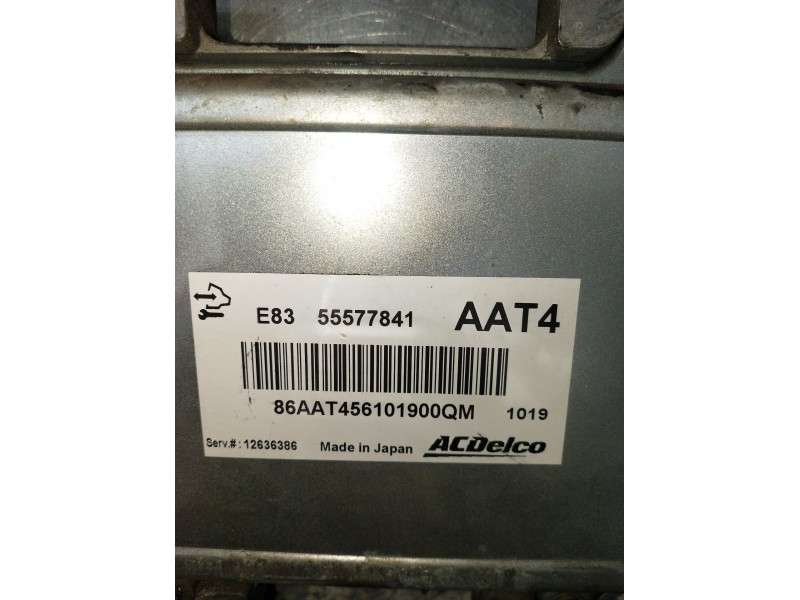 E83 55577841 AAT4
86AAT456101900QM 1019
Serv.#: 12636386 Made in Japan ACDelco